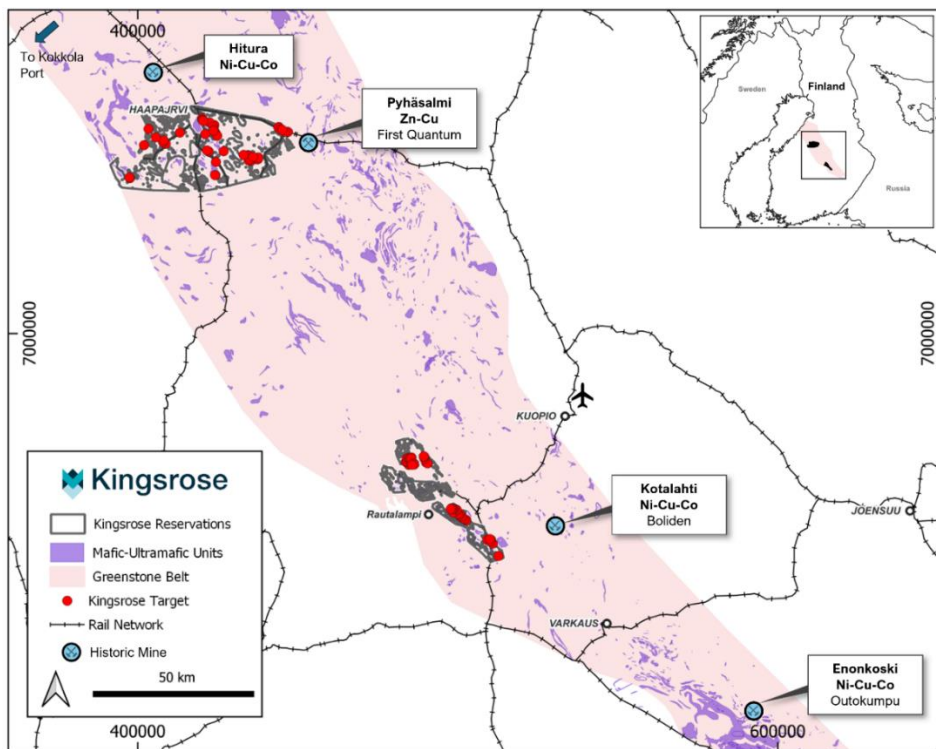 400000
To Kokkola
Port
Hitura
Ni-Cu-Co
HAAPAJRVI
Pyhäsalmi
Zn-Cu
First Quantum
Sweden
Finland
Russia
7000000
7000000
KUOPIO
Kotalahti
Ni-Cu-Co
Boliden
Rautalampi
JOENSUU
VARKAUS
Enonkoski
Ni-Cu-Co
Outokumpu
Kingsrose
Kingsrose Reservations
Mafic-Ultramafic Units
Greenstone Belt
Kingsrose Target
Rail Network
Historic Mine
50 km
400000
600000